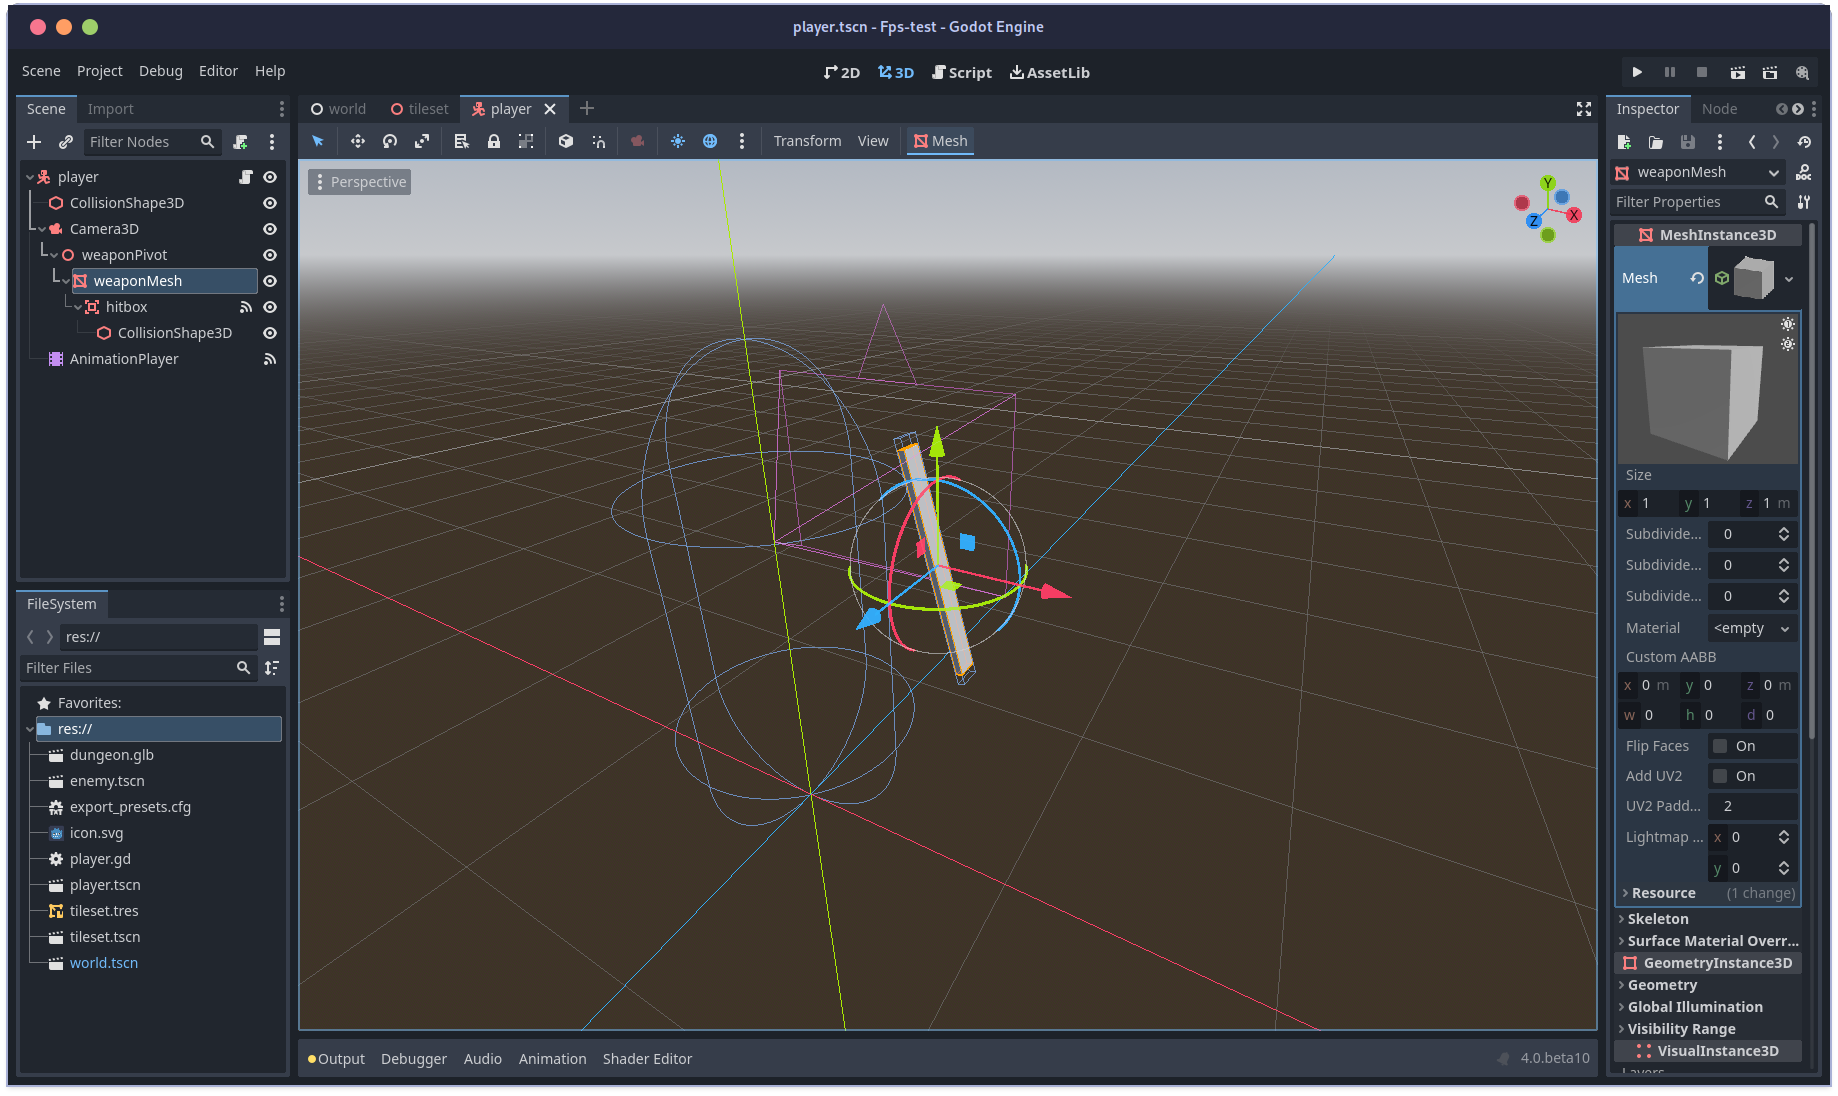 player.tscn - Fps-test - Godot Engine
Scene Project Debug Editor Help
2D 3D Script AssetLib
Scene Import
Filter Nodes
player
CollisionShape3D
Camera3D
weaponPivot
weaponMesh
hitbox
CollisionShape3D
AnimationPlayer
FileSystem
res://
Filter Files
Favorites:
res://
dungeon.glb
enemy.tscn
export_presets.cfg
icon.svg
player.gd
player.tscn
tileset.tres
tileset.tscn
world.tscn
world tileset player
Transform View Mesh
Perspective
Y
X
Z
Output Debugger Audio Animation Shader Editor
4.0.beta10
Inspector Node
weaponMesh
Filter Properties
MeshInstance3D
Mesh
Size
x 1 y 1 z 1 m
Subdivide... 0
Subdivide... 0
Subdivide... 0
Material <empty
Custom AABB
x 0 m y 0 z 0 m
w 0 h 0 d 0
Flip Faces On
Add UV2 On
UV2 Padd... 2
Lightmap ... x 0
y 0
Resource (1 change)
Skeleton
Surface Material Overr...
GeometryInstance3D
Geometry
Global Illumination
Visibility Range
VisualInstance3D
Layers